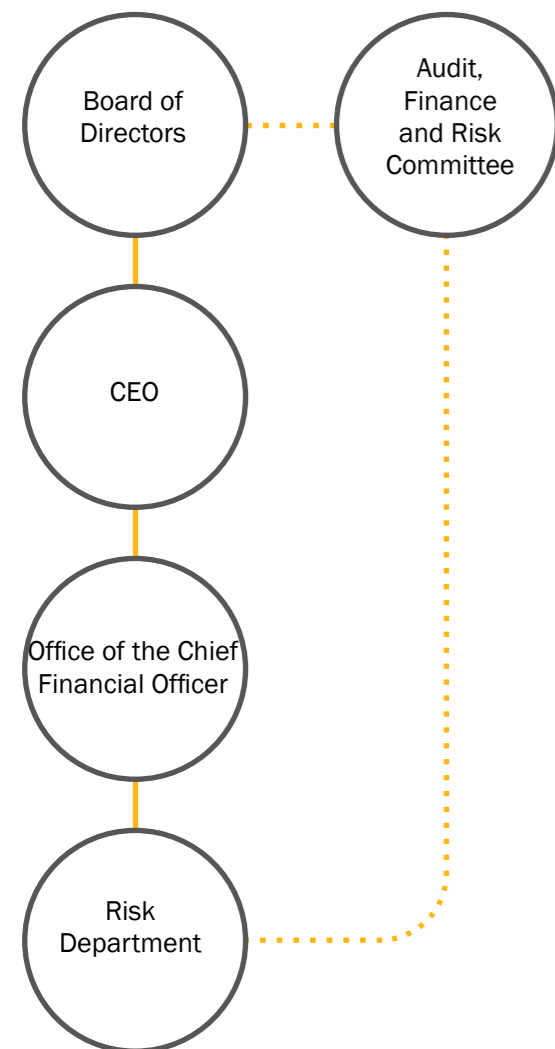 Board of
Directors
Audit,
Finance
and Risk
Committee
CEO
Office of the Chief
Financial Officer
Risk
Department